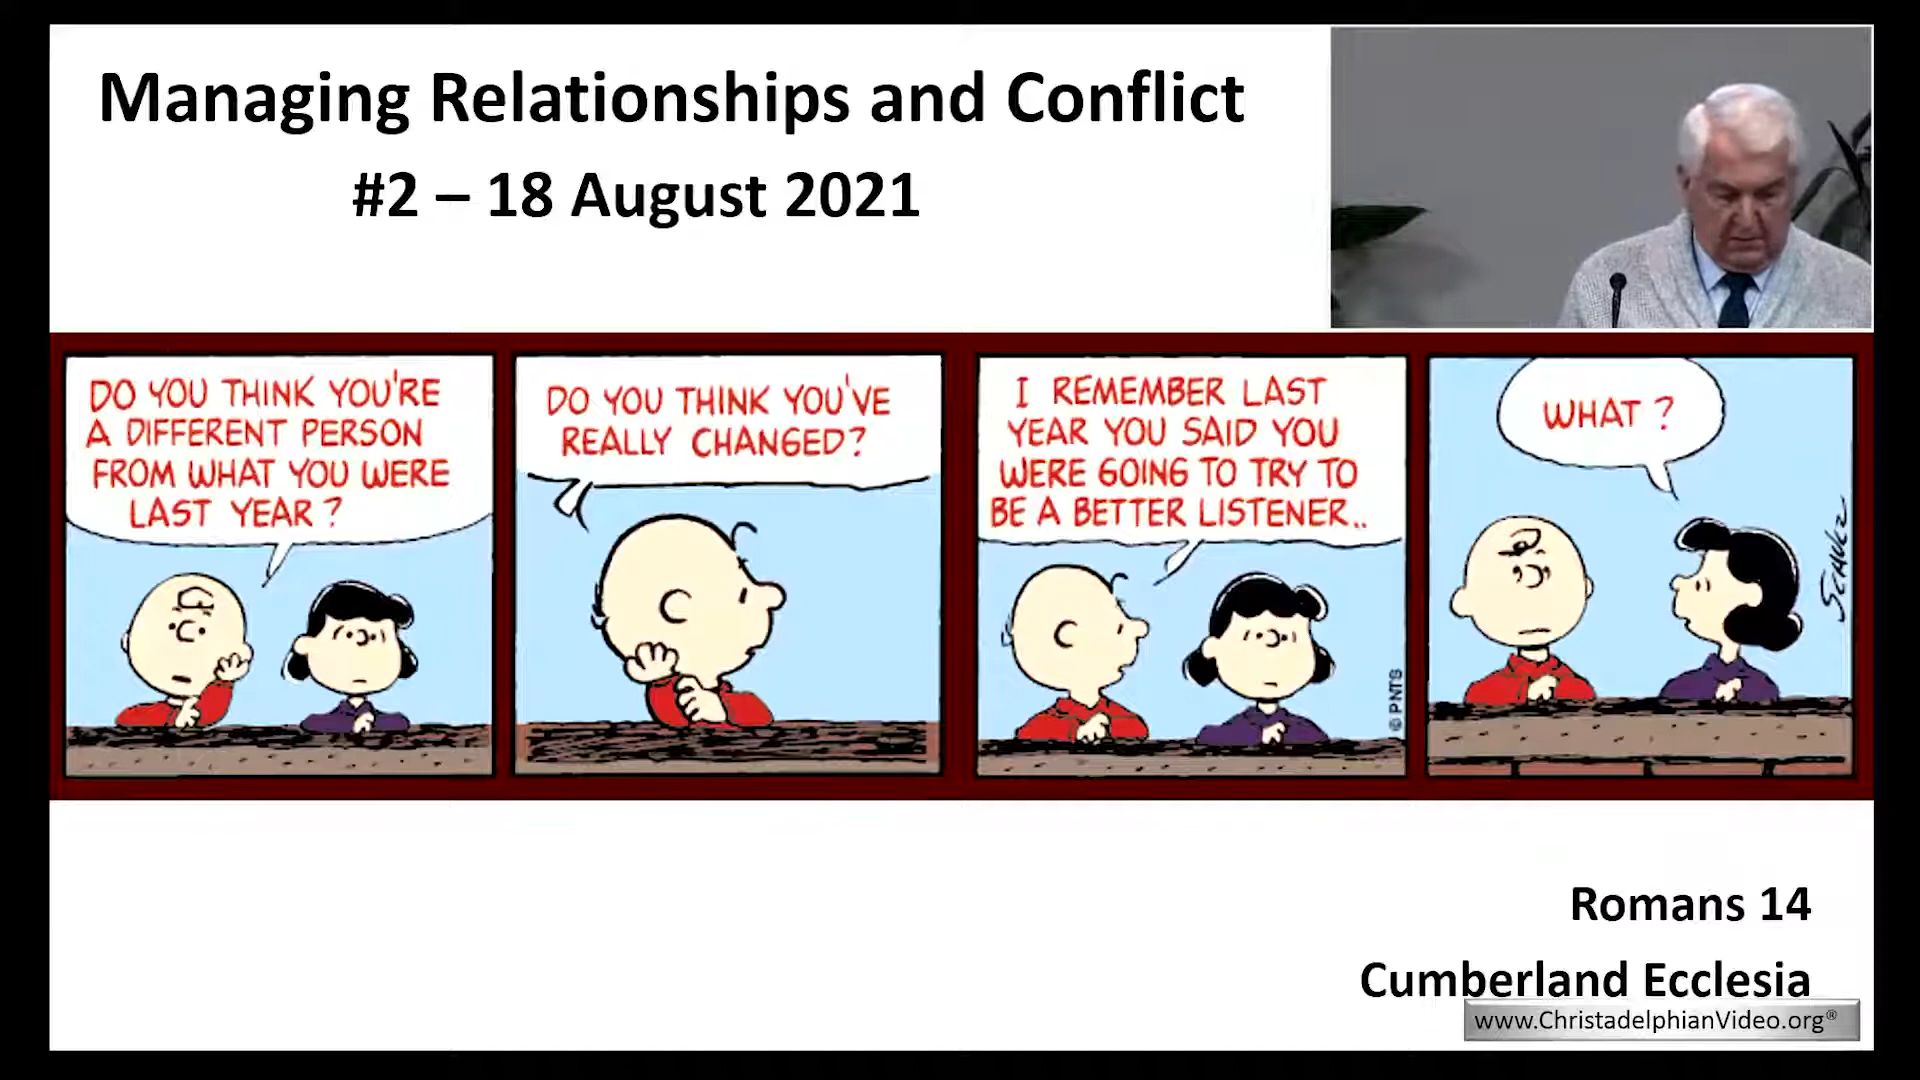 Managing Relationships and Conflict
#2 – 18 August 2021
DO YOU THINK YOU'RE
A DIFFERENT PERSON
FROM WHAT YOU WERE
LAST YEAR?
DO YOU THINK YOU'VE
REALLY CHANGED?
I REMEMBER LAST
YEAR YOU SAID YOU
WERE GOING TO TRY TO
BE A BETTER LISTENER..
© PNTS
WHAT?
SCHULZ
Romans 14
Cumberland Ecclesia
www.ChristadelphianVideo.org®